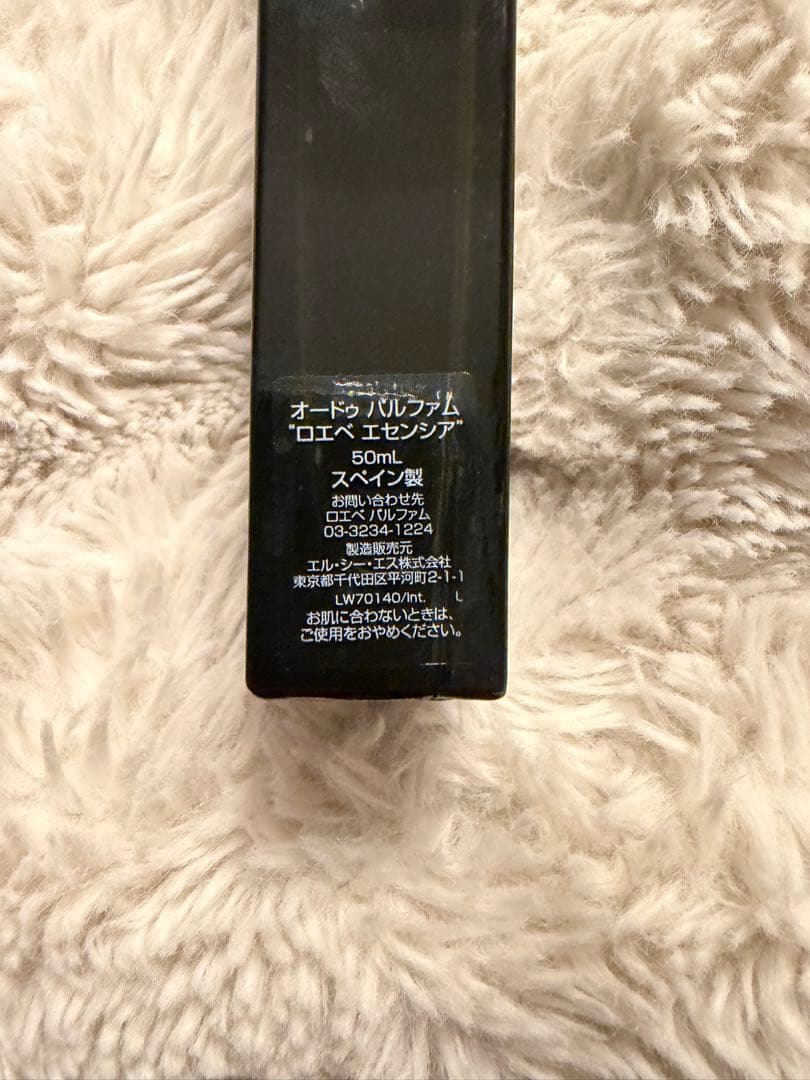 オードゥ パルファム
"ロエベ エセンシア"
50mL
スペイン製
お問い合わせ先
ロエベ パルファム
03-3234-1224
製造販売元
エル・シー・エス株式会社
東京都千代田区平河町2-1-1
LW70140/Int. L
お肌に合わないときは、
ご使用をおやめください。